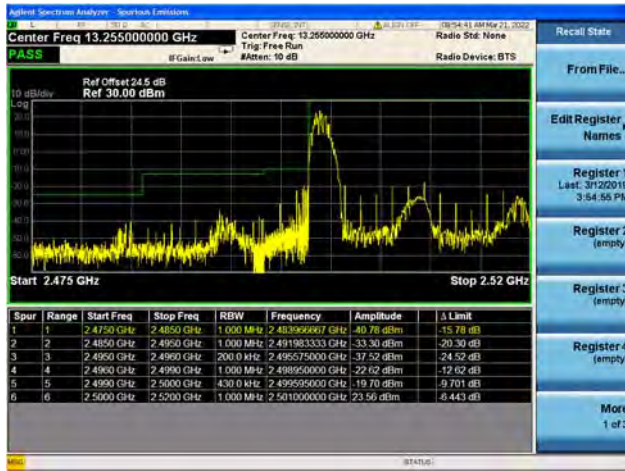 Agilent Spectrum Analyzer - Spurious Emissions
08:54:41 AM Mar 21, 2022
Center Freq 13.255000000 GHz
Center Freq: 13.255000000 GHz
Radio Std: None
Trig: Free Run
PASS
IFGain:Low
#Atten: 10 dB
Radio Device: BTS
Ref Offset 24.5 dB
10 dB/div
Ref 30.00 dBm
Log
Start 2.475 GHz
Stop 2.52 GHz
Spur Range Start Freq Stop Freq RBW Frequency Amplitude Δ Limit
1 1 2.4750 GHz 2.4850 GHz 1.000 MHz 2.483966667 GHz -40.78 dBm -15.78 dB
2 2 2.4850 GHz 2.4950 GHz 1.000 MHz 2.491983333 GHz -33.30 dBm -20.30 dB
3 3 2.4950 GHz 2.4960 GHz 200.0 kHz 2.495575000 GHz -37.52 dBm -24.52 dB
4 4 2.4960 GHz 2.4990 GHz 1.000 MHz 2.498950000 GHz -22.62 dBm -12.62 dB
5 5 2.4990 GHz 2.5000 GHz 430.0 kHz 2.499595000 GHz -19.70 dBm -9.701 dB
6 6 2.5000 GHz 2.5200 GHz 1.000 MHz 2.501000000 GHz 23.56 dBm -6.443 dB
MSG
STATUS
Recall State
From File...
Edit Register
Names
Register 1
Last: 3/12/2019
3:54:55 PM
Register 2
(empty
Register 3
(empty
Register 4
(empty
More
1 of